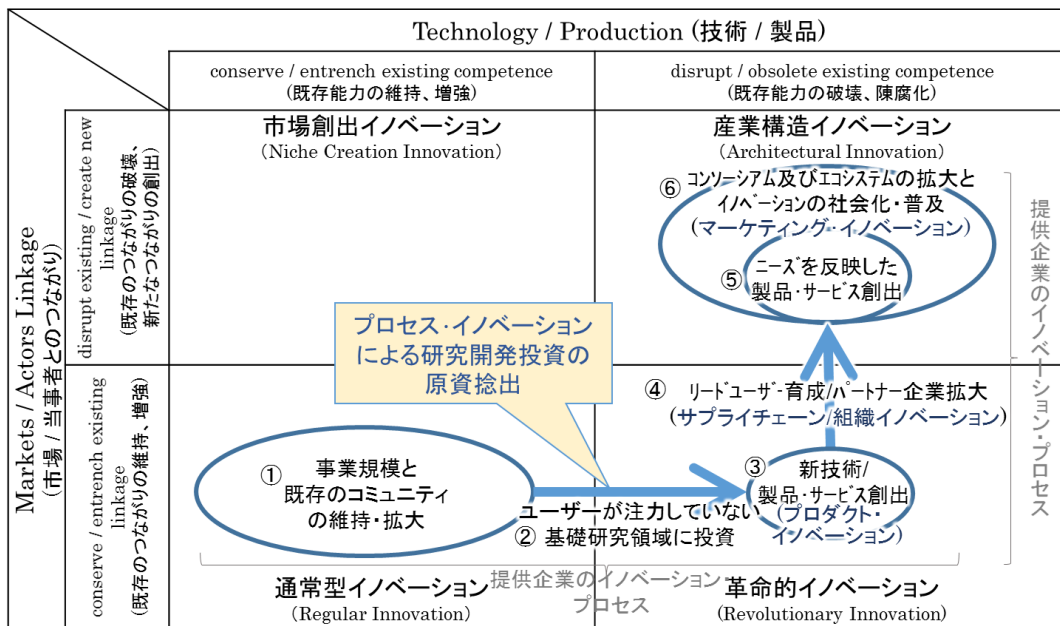 Technology / Production (技術 / 製品)
conserve / entrench existing competence
(既存能力の維持、増強)
disrupt / obsolete existing competence
(既存能力の破壊、陳腐化)
Markets / Actors Linkage
(市場 / 当事者とのつながり)
disrupt existing / create new
linkage
(既存のつながりの破壊、
新たなつながりの創出)
市場創出イノベーション
(Niche Creation Innovation)
産業構造イノベーション
(Architectural Innovation)
⑥ コンソーシアム及びエコシステムの拡大と
イノベーションの社会化・普及
(マーケティング・イノベーション)
⑤ ニーズを反映した
製品・サービス創出
プロセス・イノベーション
による研究開発投資の
原資捻出
conserve / entrench existing
linkage
(既存のつながりの維持、増強)
④ リードユーザー育成/パートナー企業拡大
(サプライチェーン/組織イノベーション)
① 事業規模と
既存のコミュニティ
の維持・拡大
ユーザーが注力していない
② 基礎研究領域に投資
③ 新技術/
製品・サービス創出
(プロダクト・
イノベーション)
提供企業のイノベーション・プロセス
提供企業のイノベーション
プロセス
通常型イノベーション
(Regular Innovation)
革命的イノベーション
(Revolutionary Innovation)